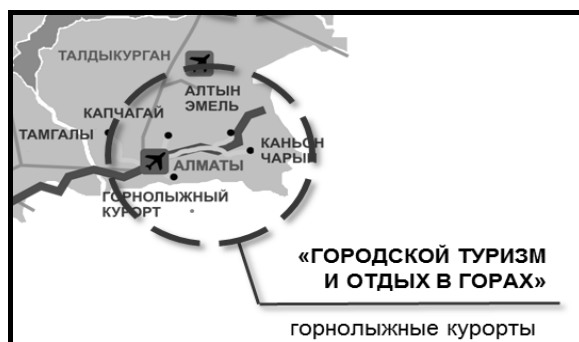 ТАЛДЫКУРГАН
АЛТЫН
ЭМЕЛЬ
КАПЧАГАЙ
ТАМГАЛЫ
КАНЬОН
ЧАРЫН
АЛМАТЫ
ГОРНОЛЫЖНЫЙ
КУРОРТ
«ГОРОДСКОЙ ТУРИЗМ
И ОТДЫХ В ГОРАХ»
горнолыжные курорты